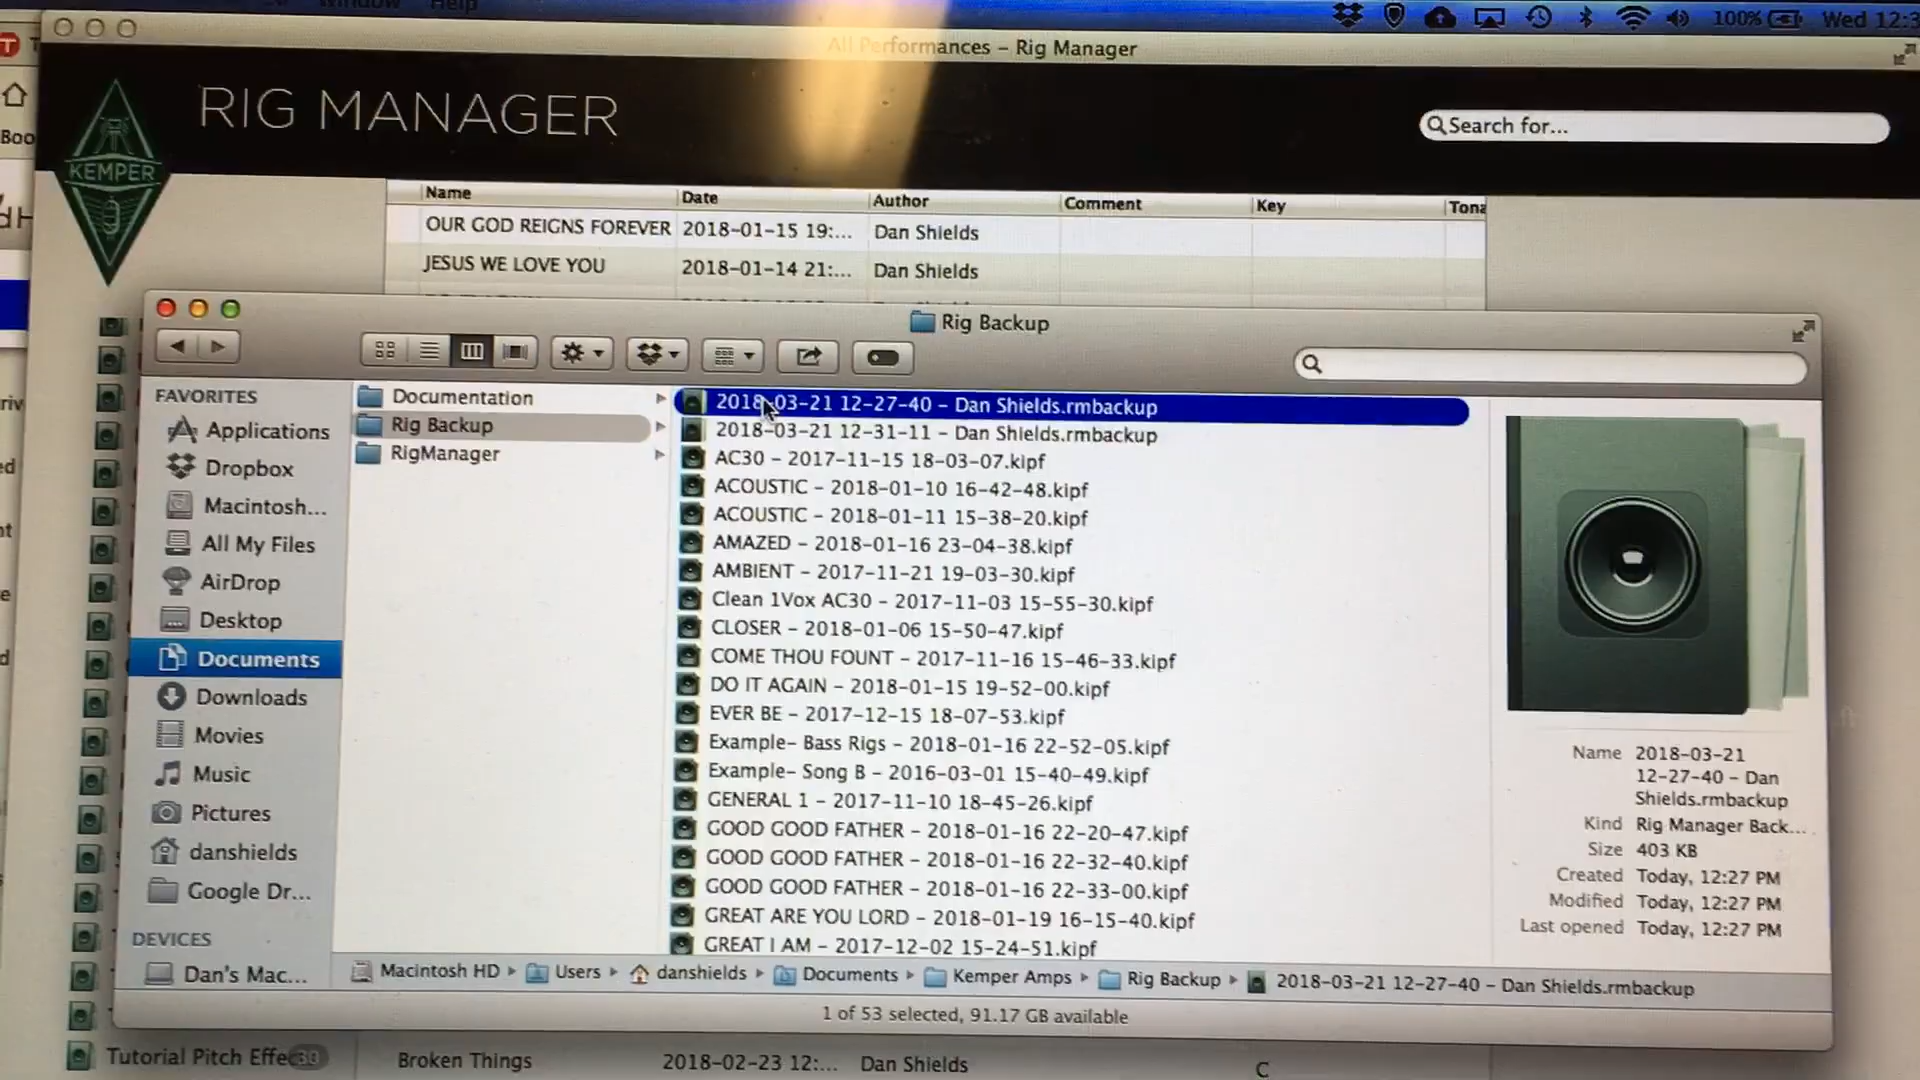 Window Help
100% Wed 12:3
All Performances – Rig Manager
RIG MANAGER
KEMPER
Search for...
Name Date Author Comment Key Tona
OUR GOD REIGNS FOREVER 2018-01-15 19:... Dan Shields
JESUS WE LOVE YOU 2018-01-14 21:... Dan Shields
Rig Backup
FAVORITES
Applications
Dropbox
Macintosh...
All My Files
AirDrop
Desktop
Documents
Downloads
Movies
Music
Pictures
danshields
Google Dr...
DEVICES
Dan's Mac...
Documentation
Rig Backup
RigManager
2018-03-21 12-27-40 – Dan Shields.rmbackup
2018-03-21 12-31-11 – Dan Shields.rmbackup
AC30 – 2017-11-15 18-03-07.kipf
ACOUSTIC – 2018-01-10 16-42-48.kipf
ACOUSTIC – 2018-01-11 15-38-20.kipf
AMAZED – 2018-01-16 23-04-38.kipf
AMBIENT – 2017-11-21 19-03-30.kipf
Clean 1Vox AC30 – 2017-11-03 15-55-30.kipf
CLOSER – 2018-01-06 15-50-47.kipf
COME THOU FOUNT – 2017-11-16 15-46-33.kipf
DO IT AGAIN – 2018-01-15 19-52-00.kipf
EVER BE – 2017-12-15 18-07-53.kipf
Example– Bass Rigs – 2018-01-16 22-52-05.kipf
Example– Song B – 2016-03-01 15-40-49.kipf
GENERAL 1 – 2017-11-10 18-45-26.kipf
GOOD GOOD FATHER – 2018-01-16 22-20-47.kipf
GOOD GOOD FATHER – 2018-01-16 22-32-40.kipf
GOOD GOOD FATHER – 2018-01-16 22-33-00.kipf
GREAT ARE YOU LORD – 2018-01-19 16-15-40.kipf
GREAT I AM – 2017-12-02 15-24-51.kipf
Name 2018-03-21
12-27-40 – Dan
Shields.rmbackup
Kind Rig Manager Back...
Size 403 KB
Created Today, 12:27 PM
Modified Today, 12:27 PM
Last opened Today, 12:27 PM
Macintosh HD Users danshields Documents Kemper Amps Rig Backup 2018-03-21 12-27-40 – Dan Shields.rmbackup
1 of 53 selected, 91.17 GB available
Tutorial Pitch Effec 30 Broken Things 2018-02-23 12:... Dan Shields C